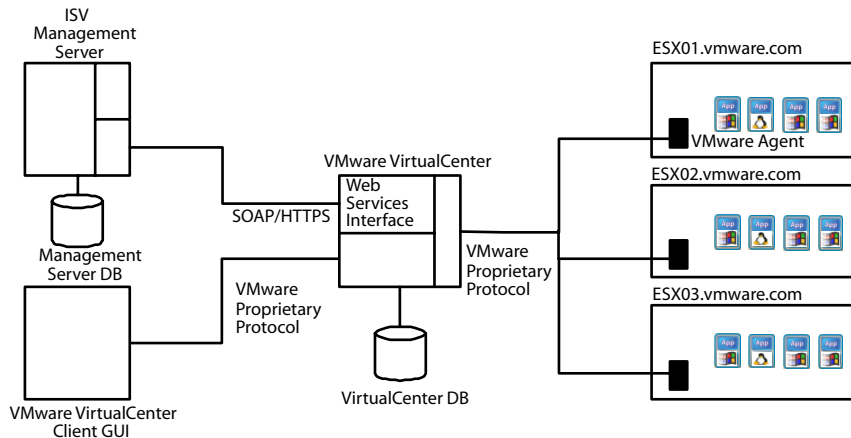 ISV
Management
Server
Management
Server DB
VMware VirtualCenter
Client GUI
SOAP/HTTPS
VMware
Proprietary
Protocol
VMware VirtualCenter
Web
Services
Interface
VirtualCenter DB
VMware
Proprietary
Protocol
ESX01.vmware.com
App
App
App
App
VMware Agent
ESX02.vmware.com
App
App
App
App
ESX03.vmware.com
App
App
App
App